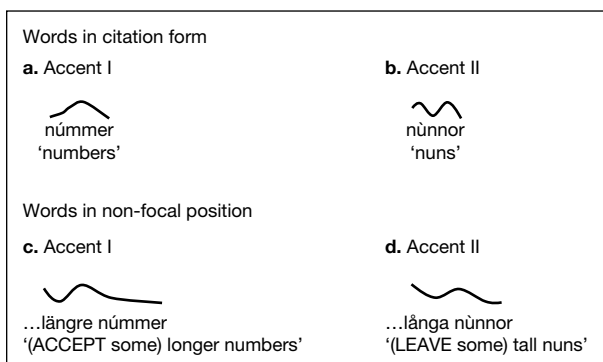 Words in citation form
a. Accent I
b. Accent II
númmer
'numbers'
nùnnor
'nuns'
Words in non-focal position
c. Accent I
d. Accent II
…längre númmer
'(ACCEPT some) longer numbers'
…långa nùnnor
'(LEAVE some) tall nuns'